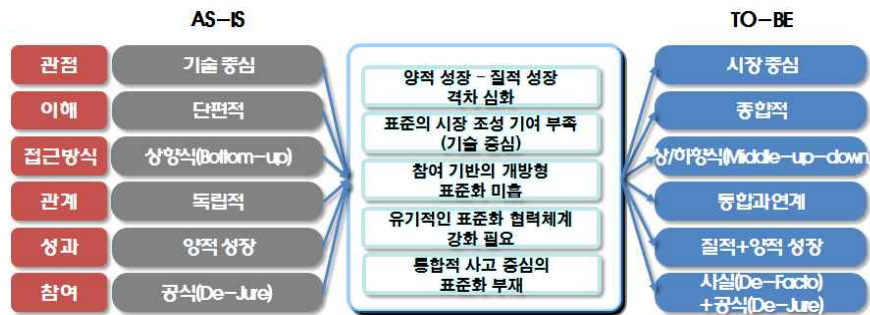 AS-IS
TO-BE
관점
기술 중심
시장 중심
이해
단편적
종합적
접근방식
상향식(Bottom-up)
상/하향식(Middle-up-down
관계
독립적
통합과연계
성과
양적 성장
질적+양적 성장
참여
공식(De-Jure)
사실(De-Facto)
+공식(De-Jure)
양적 성장 - 질적 성장
격차 심화
표준의 시장 조성 기여 부족
(기술 중심)
참여 기반의 개방형
표준화 미흡
유기적인 표준화 협력체계
강화 필요
통합적 사고 중심의
표준화 부재